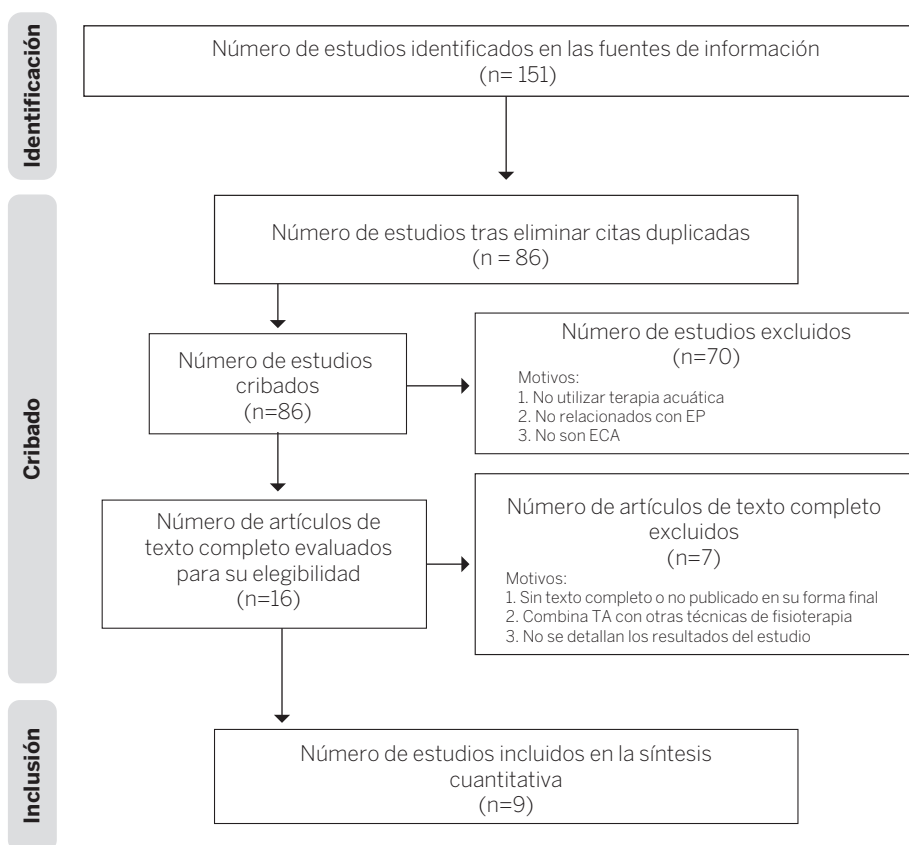 Identificación
Número de estudios identificados en las fuentes de información
(n= 151)
Cribado
Número de estudios tras eliminar citas duplicadas
(n = 86)
Número de estudios
cribados
(n=86)
Número de estudios excluidos
(n=70)
Motivos:
1. No utilizar terapia acuática
2. No relacionados con EP
3. No son ECA
Número de artículos de
texto completo evaluados
para su elegibilidad
(n=16)
Número de artículos de texto completo
excluidos
(n=7)
Motivos:
1. Sin texto completo o no publicado en su forma final
2. Combina TA con otras técnicas de fisioterapia
3. No se detallan los resultados del estudio
Inclusión
Número de estudios incluidos en la síntesis
cuantitativa
(n=9)